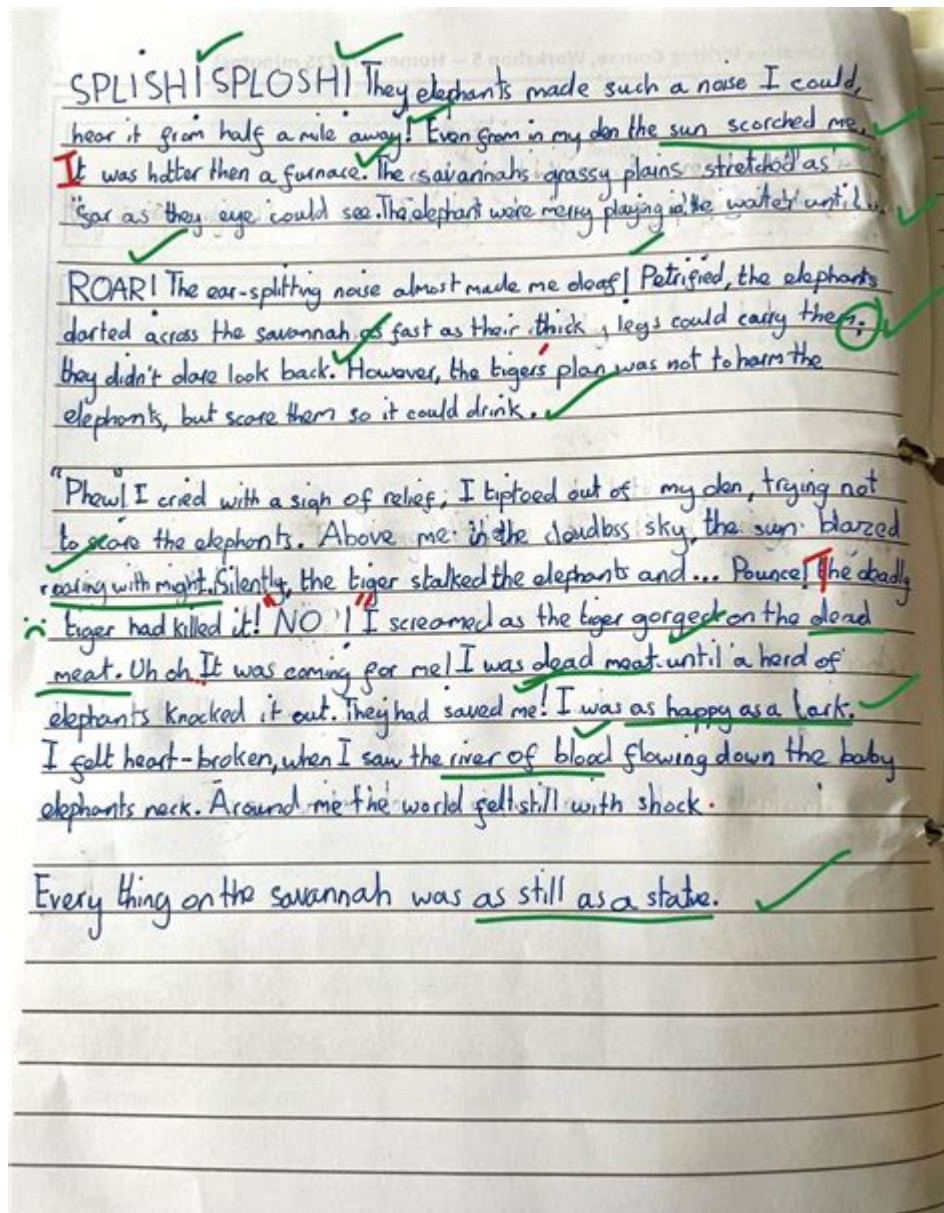 SPLISH! SPLOSH! They elephants made such a noise I could,
hear it from half a mile away! Even from in my den the sun scorched me.
It was hotter then a furnace. The savannahs grassy plains stretched as
far as they eye could see. The elephant were merry playing in the water until...
ROAR! The ear-splitting noise almost made me deaf! Petrified, the elephants
darted across the savannah as fast as their thick, legs could carry them;
they didn't dare look back. However, the tiger's plan was not to harm the
elephants, but scare them so it could drink.
"Phew"! I cried with a sigh of relief, I tiptoed out of my den, trying not
to scare the elephants. Above me in the cloudless sky, the sun blazed
roaring with might. Silently, the tiger stalked the elephants and... Pounce! The deadly
tiger had killed it! "NO!" I screamed as the tiger gorged on the dead
meat. Uh oh. It was coming for me! I was dead meat until a herd of
elephants knocked it out. They had saved me! I was as happy as a lark.
I felt heart-broken, when I saw the river of blood flowing down the baby
elephants neck. Around me the world felt still with shock.
Every thing on the savannah was as still as a statue.